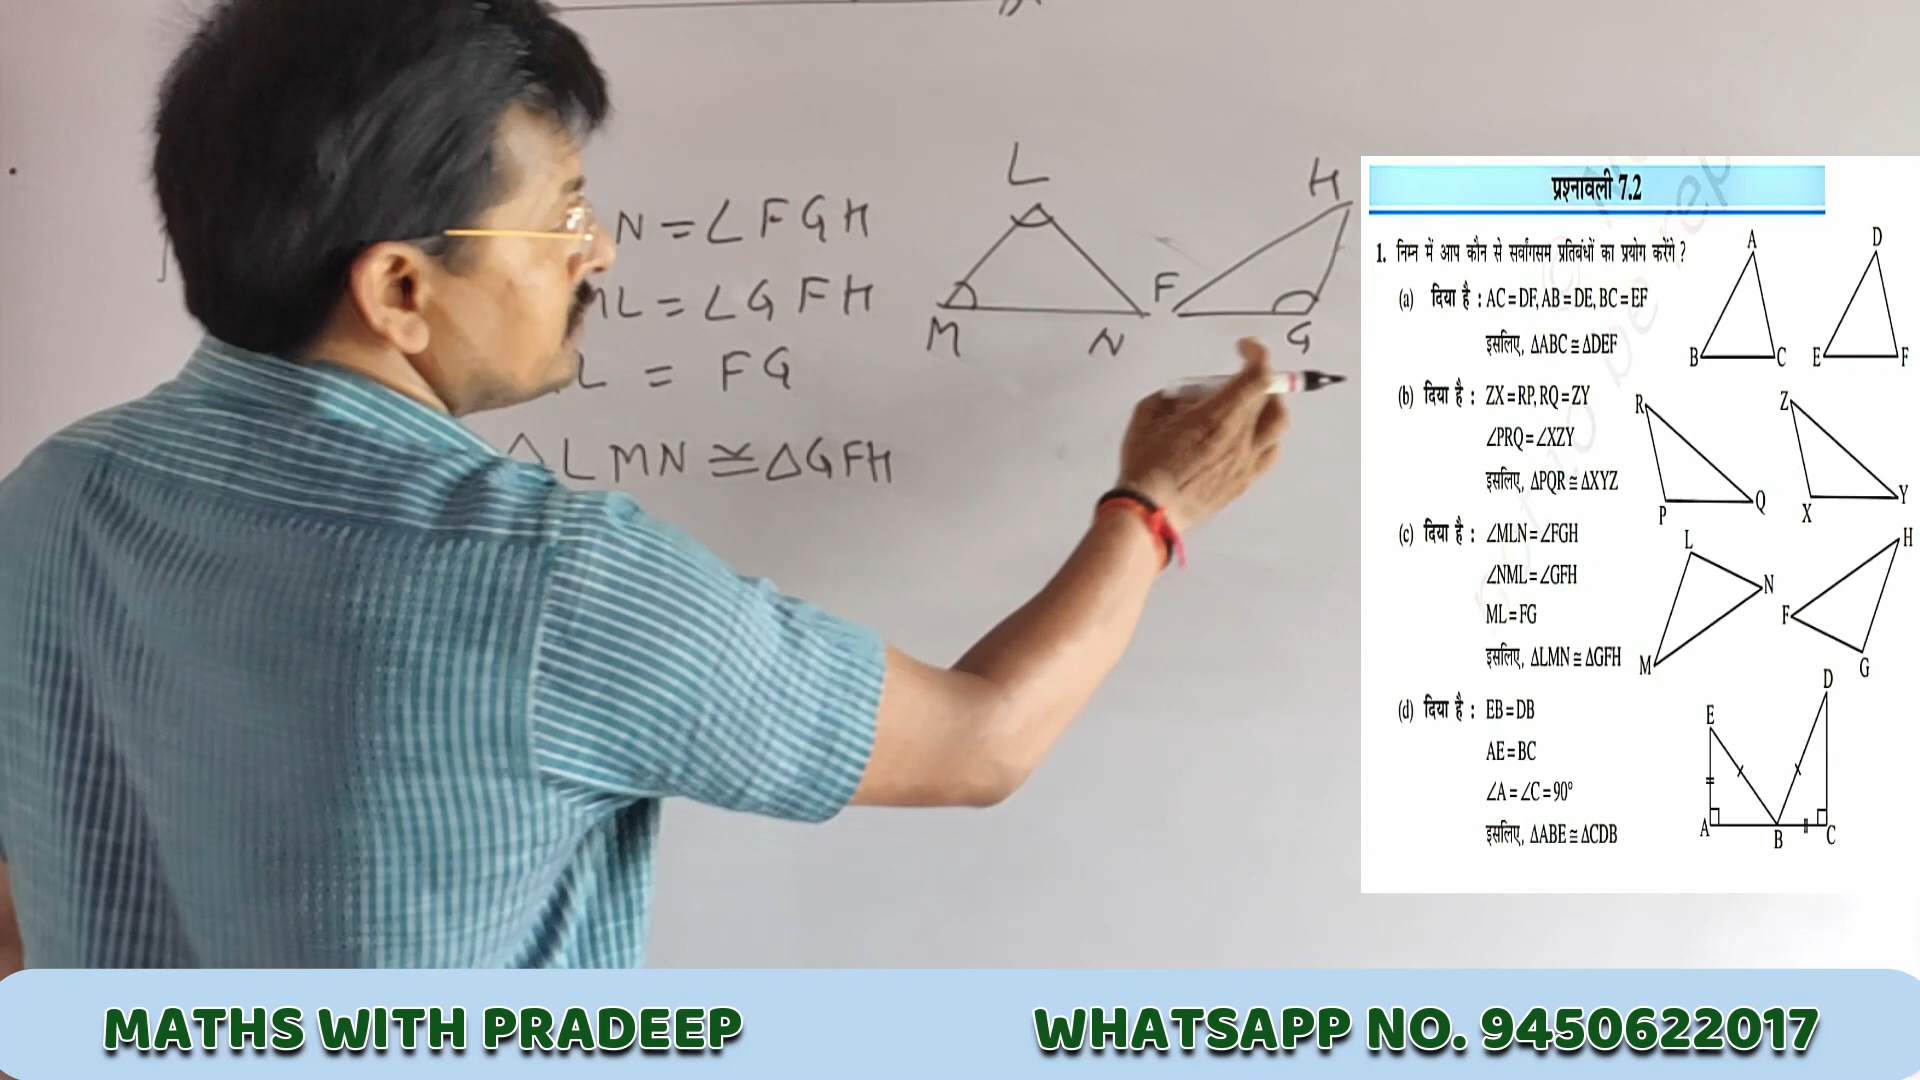 N = ∠FGH
ML = ∠GFH
L = FG
△LMN ≅ △GFH
L
M
N
H
F
G
प्रश्नावली 7.2
1. निम्न में आप कौन से सर्वांगसम प्रतिबंधों का प्रयोग करेंगे ?
(a) दिया है : AC = DF, AB = DE, BC = EF
इसलिए, ΔABC ≅ ΔDEF
A
B
C
D
E
F
(b) दिया है : ZX = RP, RQ = ZY
∠PRQ = ∠XZY
इसलिए, ΔPQR ≅ ΔXYZ
R
P
Q
Z
X
Y
(c) दिया है : ∠MLN = ∠FGH
∠NML = ∠GFH
ML = FG
इसलिए, ΔLMN ≅ ΔGFH
L
N
M
H
F
G
(d) दिया है : EB = DB
AE = BC
∠A = ∠C = 90°
इसलिए, ΔABE ≅ ΔCDB
E
D
A
B
C
MATHS WITH PRADEEP
WHATSAPP NO. 9450622017